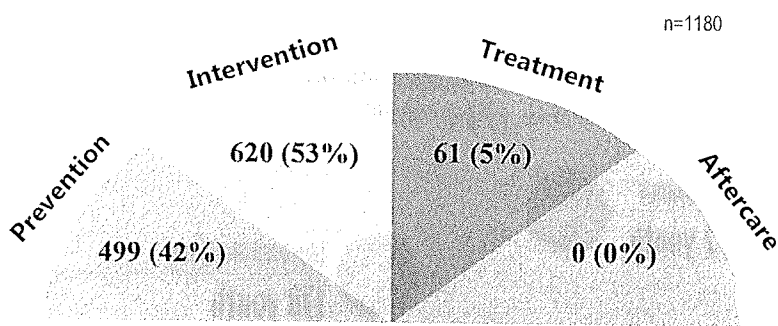 n=1180
Prevention
Intervention
Treatment
Aftercare
499 (42%)
620 (53%)
61 (5%)
0 (0%)